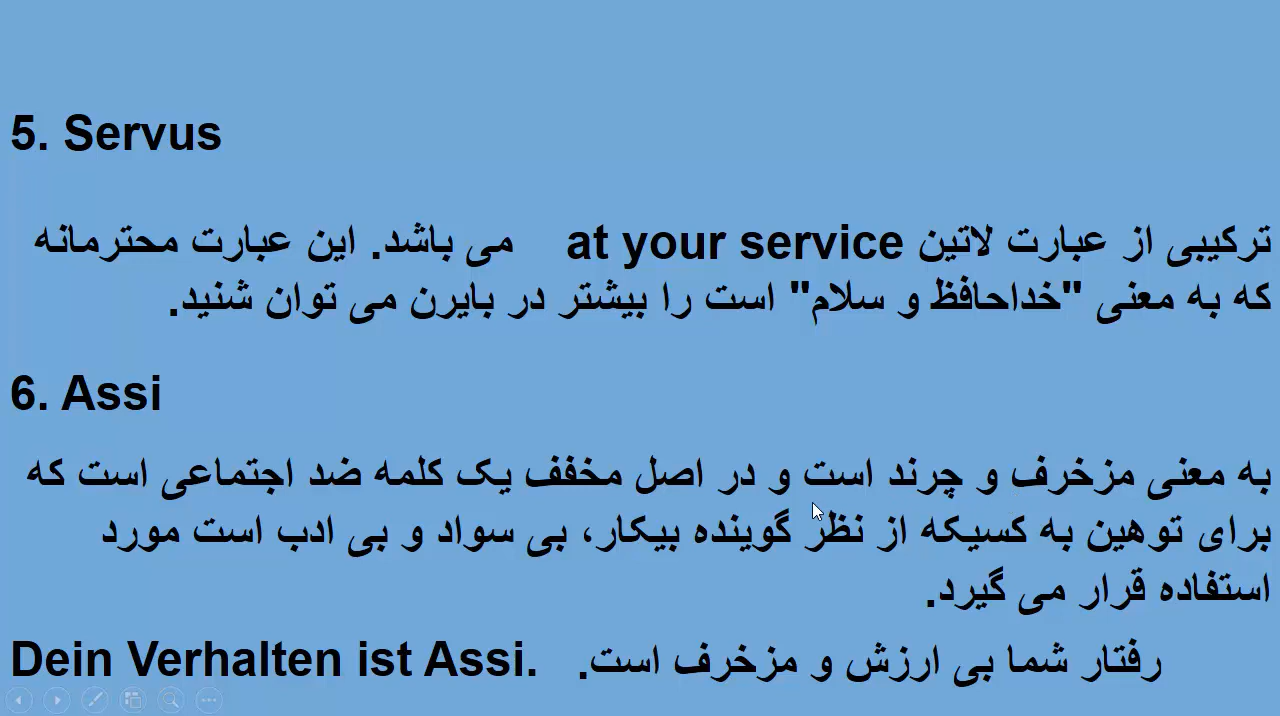 5. Servus
ترکیبی از عبارت لاتین at your service می باشد. این عبارت محترمانه
که به معنی "خداحافظ و سلام" است را بیشتر در بایرن می توان شنید.
6. Assi
به معنی مزخرف و چرند است و در اصل مخفف یک کلمه ضد اجتماعی است که
برای توهین به کسیکه از نظر گوینده بیکار، بی سواد و بی ادب است مورد
استفاده قرار می گیرد.
Dein Verhalten ist Assi. رفتار شما بی ارزش و مزخرف است.